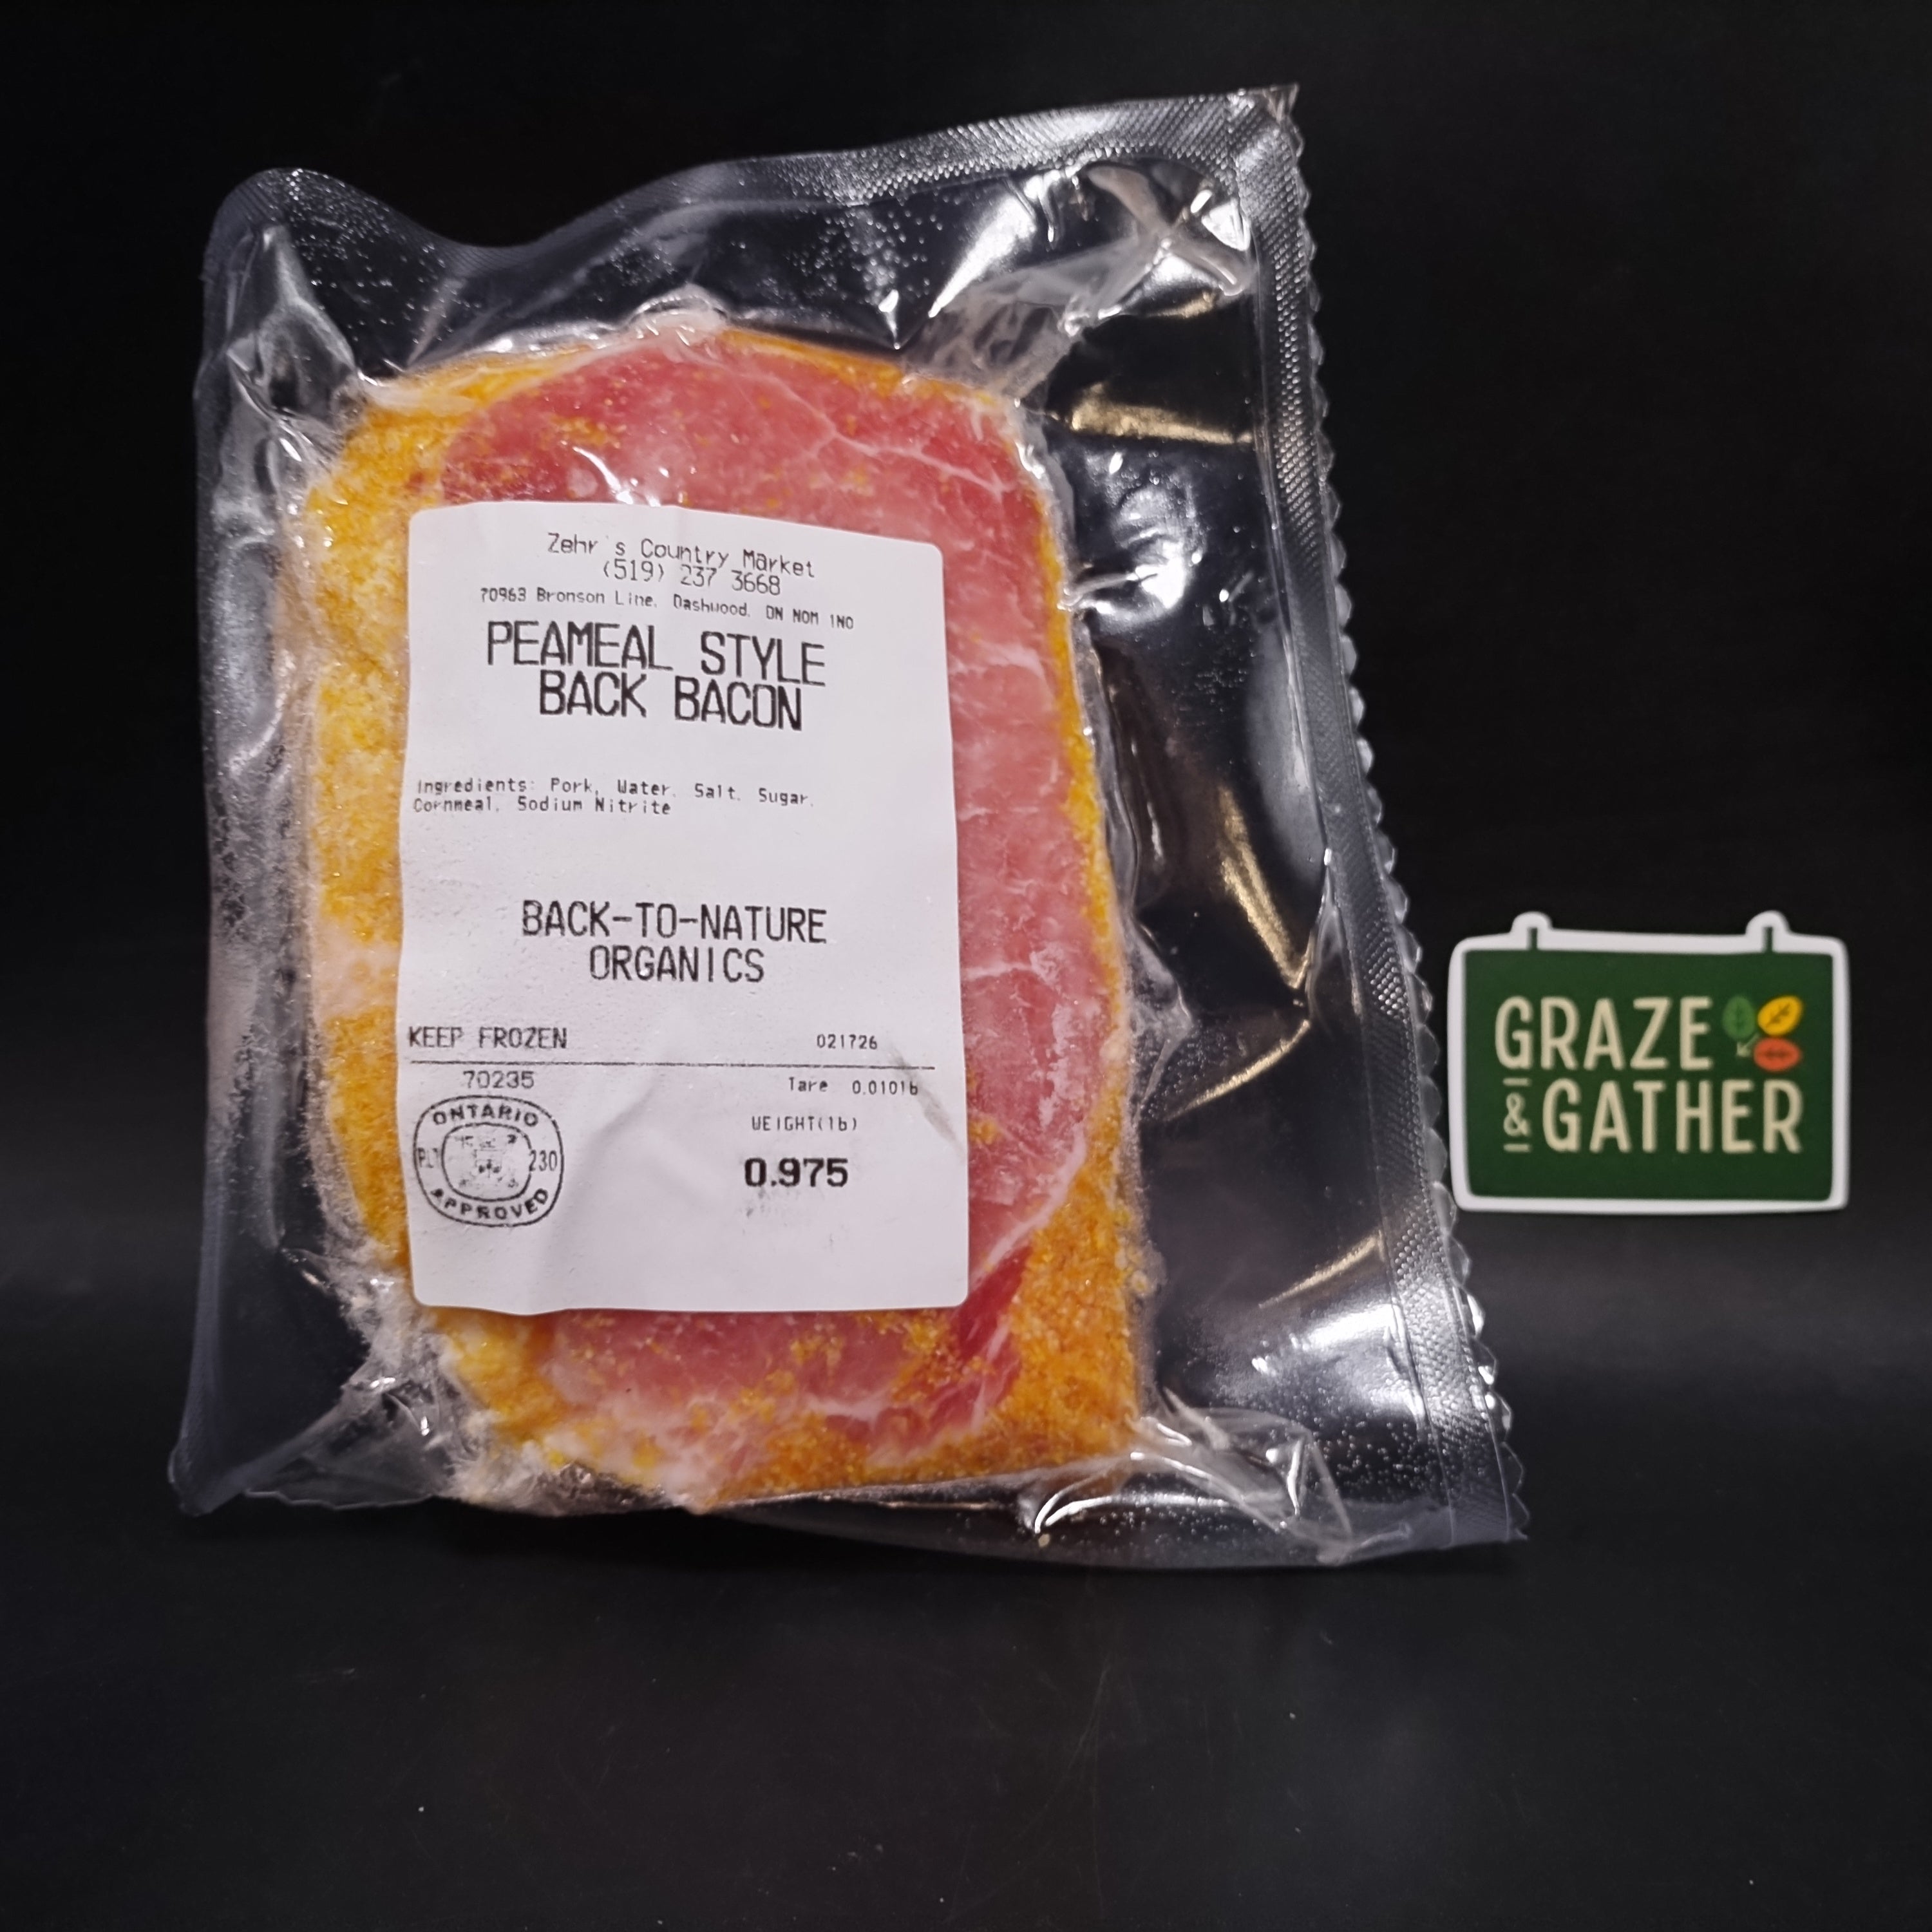 Zehr's Country Market
(519) 237 3668
70963 Bronson Line, Dashwood, ON N0M 1N0
PEAMEAL STYLE
BACK BACON
Ingredients: Pork, Water, Salt, Sugar,
Cornmeal, Sodium Nitrite
BACK-TO-NATURE
ORGANICS
KEEP FROZEN
021726
70235
Tare 0.010lb
ONTARIO
230
APPROVED
WEIGHT(lb)
0.975
GRAZE
& GATHER